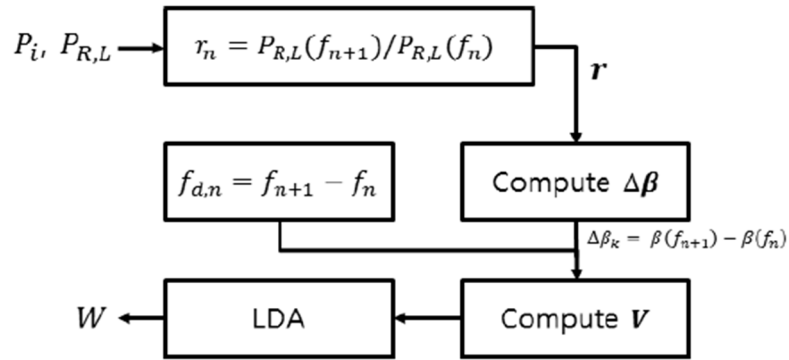 P_i, P_{R,L}
r_n = P_{R,L}(f_{n+1})/P_{R,L}(f_n)
r
f_{d,n} = f_{n+1} − f_n
Compute Δβ
Δβ_k = β(f_{n+1}) − β(f_n)
W
LDA
Compute V